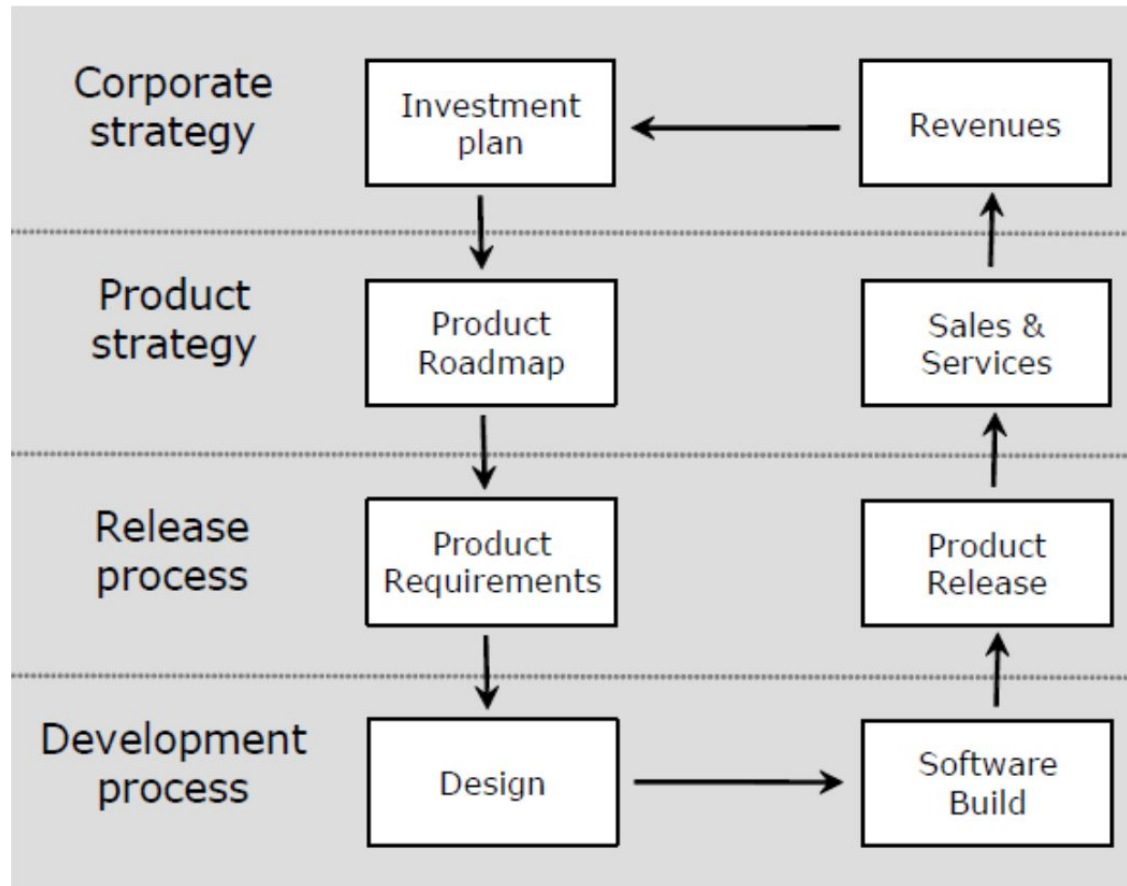 Corporate
strategy
Investment
plan
Revenues
Product
strategy
Product
Roadmap
Sales &
Services
Release
process
Product
Requirements
Product
Release
Development
process
Design
Software
Build